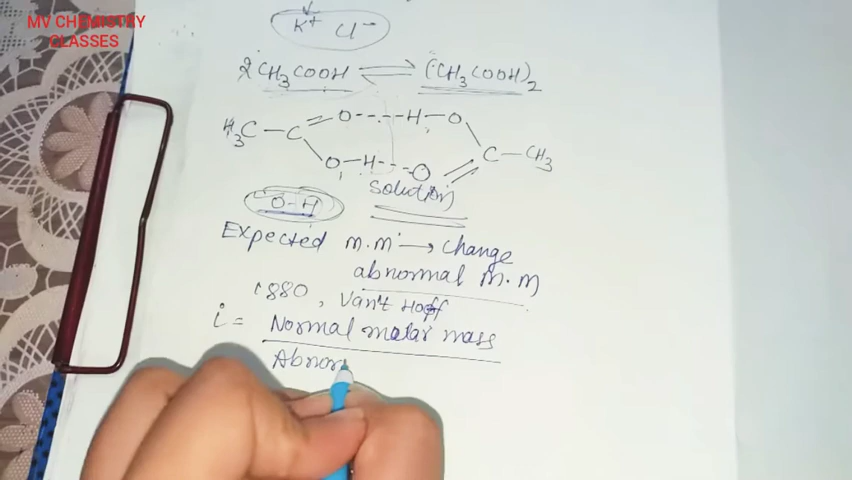 MV CHEMISTRY
CLASSES
K+ Cl-
2CH3COOH ⇌ (CH3COOH)2
H3C-C=O---H-O
O-H---O=C-CH3
Solution
O-H
Expected M.M → change
abnormal M.M
1880, Van't Hoff
i = Normal molar mass
Abnor